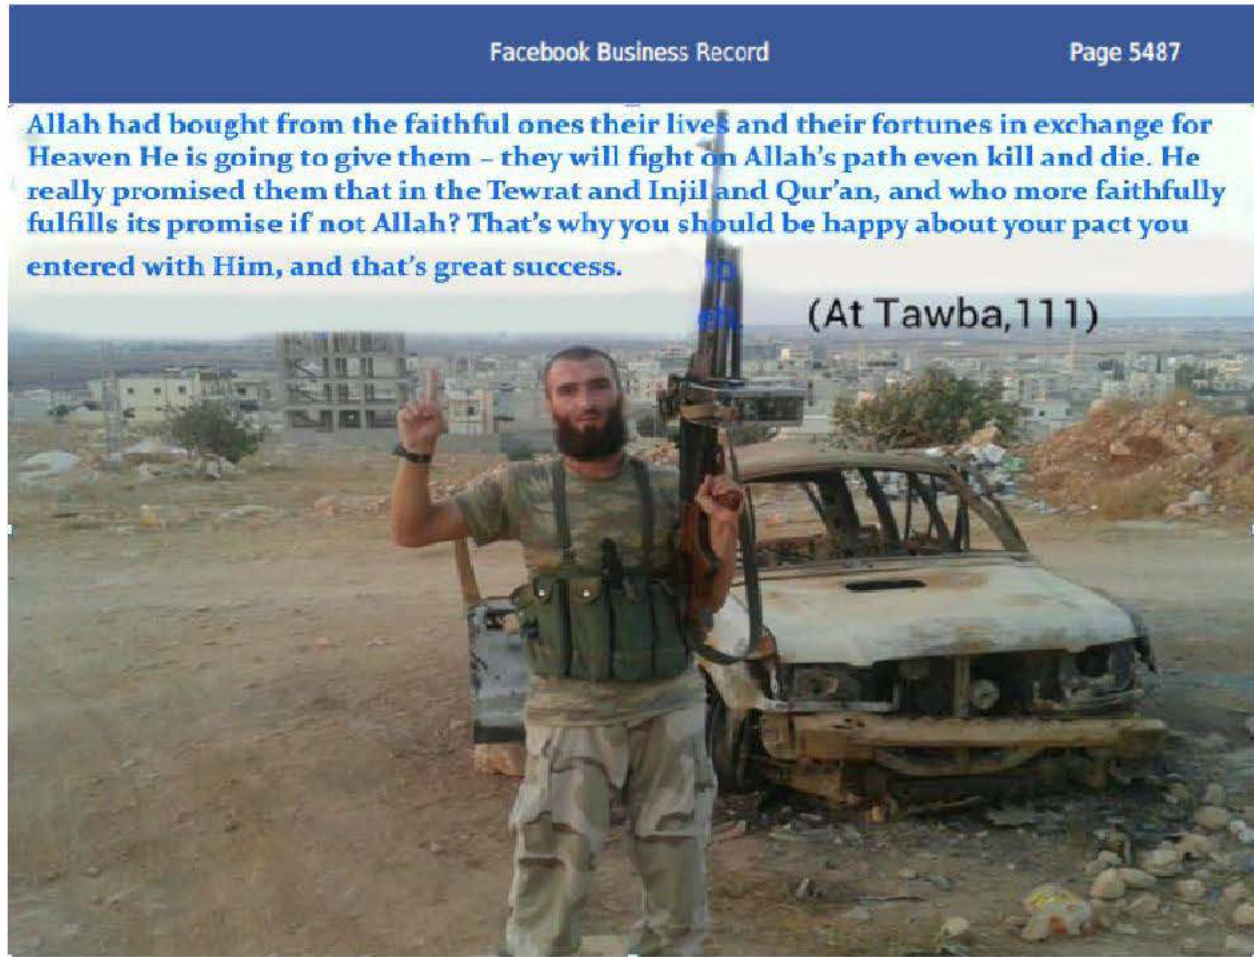 Facebook Business Record Page 5487
Allah had bought from the faithful ones their lives and their fortunes in exchange for
Heaven He is going to give them – they will fight on Allah's path even kill and die. He
really promised them that in the Tewrat and Injil and Qur'an, and who more faithfully
fulfills its promise if not Allah? That's why you should be happy about your pact you
entered with Him, and that's great success.
(At Tawba,111)